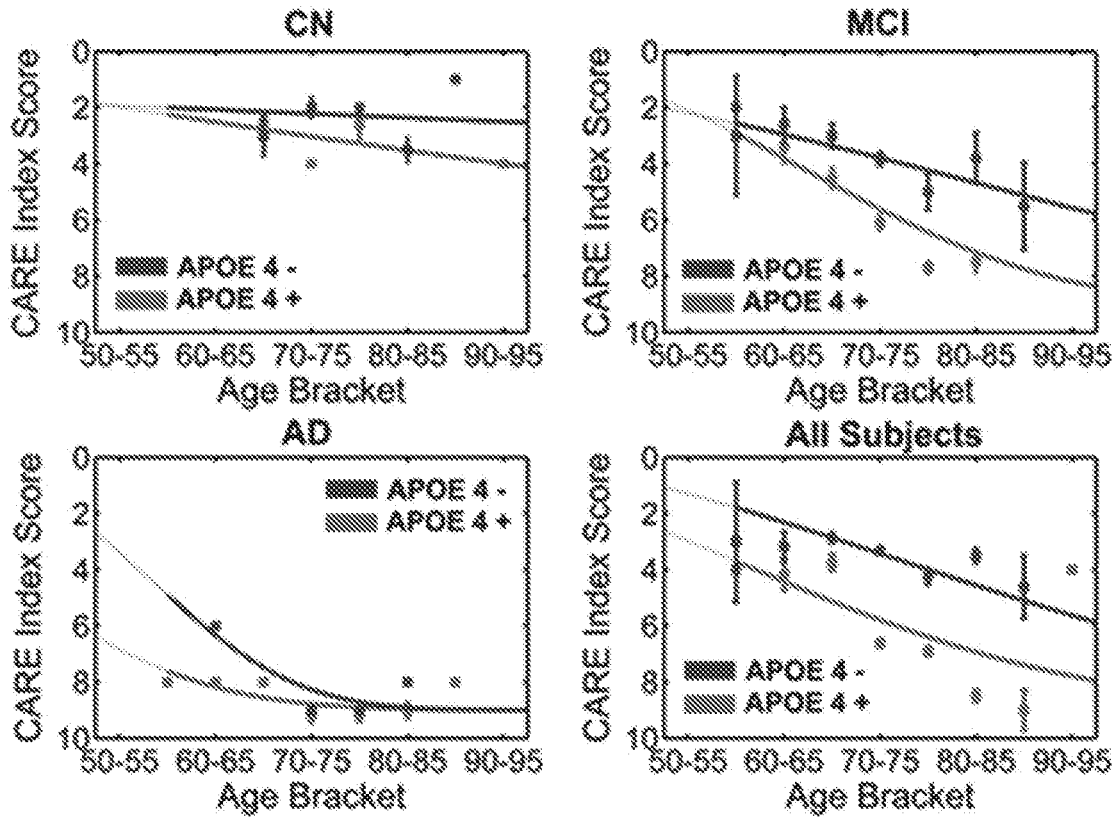 CN
CARE Index Score
0
2
4
6
8
10
APOE 4 -
APOE 4 +
50-55 60-65 70-75 80-85 90-95
Age Bracket
MCI
CARE Index Score
0
2
4
6
8
10
APOE 4 -
APOE 4 +
50-55 60-65 70-75 80-85 90-95
Age Bracket
AD
CARE Index Score
0
2
4
6
8
10
APOE 4 -
APOE 4 +
50-55 60-65 70-75 80-85 90-95
Age Bracket
All Subjects
CARE Index Score
0
2
4
6
8
10
APOE 4 -
APOE 4 +
50-55 60-65 70-75 80-85 90-95
Age Bracket